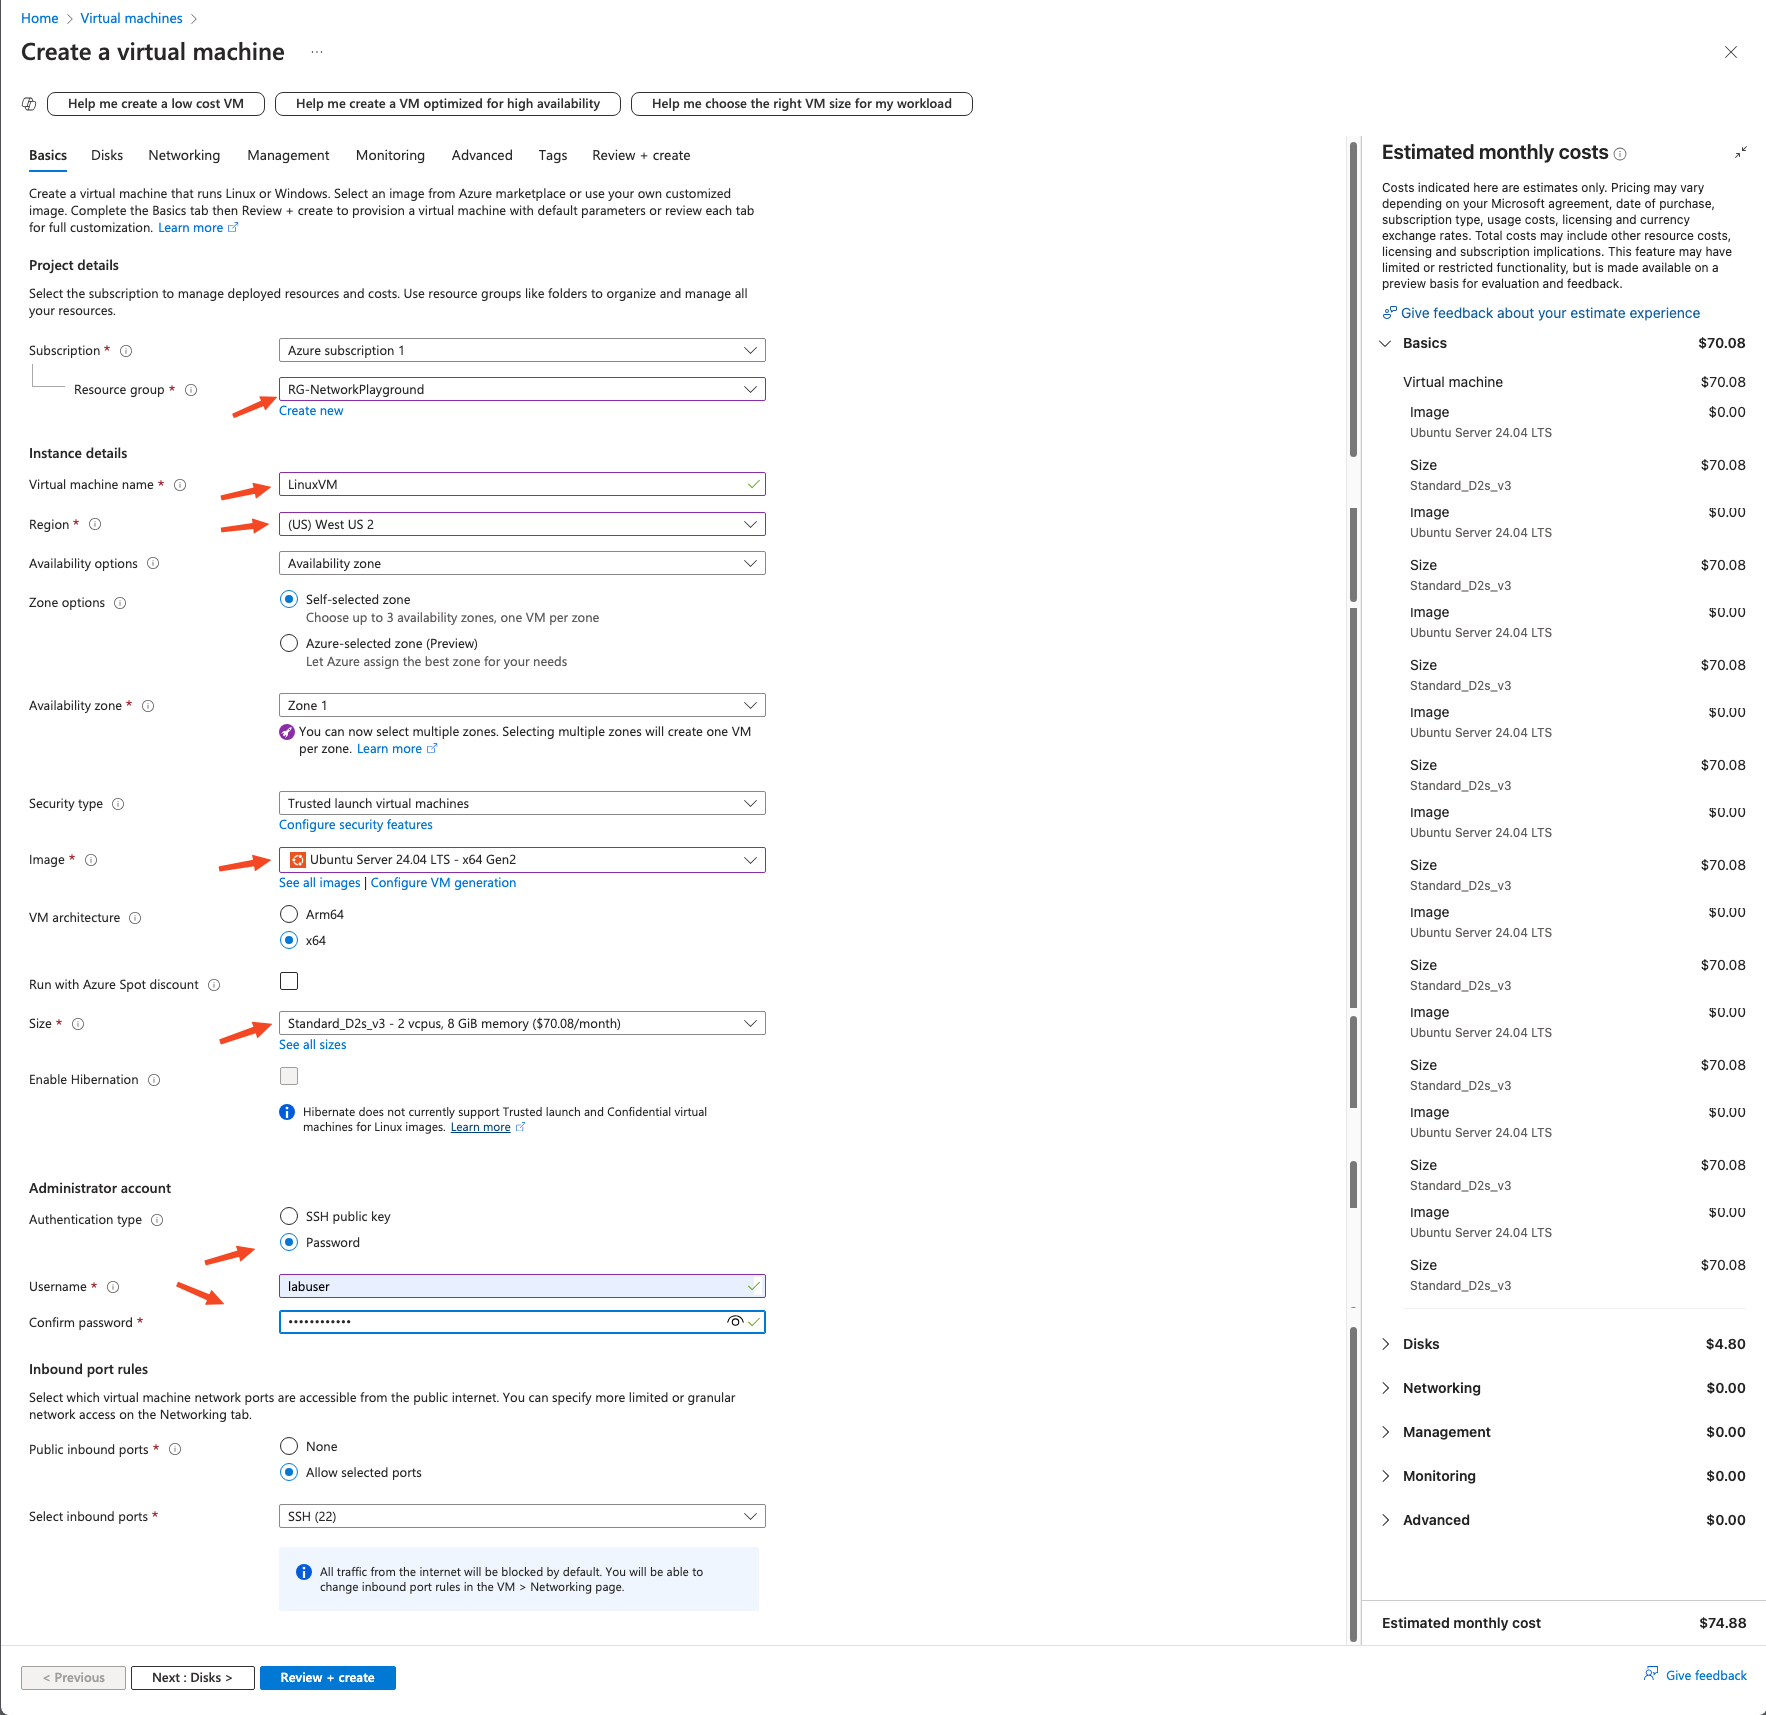 Home > Virtual machines >
Create a virtual machine ...
Help me create a low cost VM
Help me create a VM optimized for high availability
Help me choose the right VM size for my workload
Basics
Disks
Networking
Management
Monitoring
Advanced
Tags
Review + create
Create a virtual machine that runs Linux or Windows. Select an image from Azure marketplace or use your own customized
image. Complete the Basics tab then Review + create to provision a virtual machine with default parameters or review each tab
for full customization. Learn more
Project details
Select the subscription to manage deployed resources and costs. Use resource groups like folders to organize and manage all
your resources.
Subscription *
Azure subscription 1
Resource group *
RG-NetworkPlayground
Create new
Instance details
Virtual machine name *
LinuxVM
Region *
(US) West US 2
Availability options
Availability zone
Zone options
Self-selected zone
Choose up to 3 availability zones, one VM per zone
Azure-selected zone (Preview)
Let Azure assign the best zone for your needs
Availability zone *
Zone 1
You can now select multiple zones. Selecting multiple zones will create one VM
per zone. Learn more
Security type
Trusted launch virtual machines
Configure security features
Image *
Ubuntu Server 24.04 LTS - x64 Gen2
See all images | Configure VM generation
VM architecture
Arm64
x64
Run with Azure Spot discount
Size *
Standard_D2s_v3 - 2 vcpus, 8 GiB memory ($70.08/month)
See all sizes
Enable Hibernation
Hibernate does not currently support Trusted launch and Confidential virtual
machines for Linux images. Learn more
Administrator account
Authentication type
SSH public key
Password
Username *
labuser
Confirm password *
••••••••••••
Inbound port rules
Select which virtual machine network ports are accessible from the public internet. You can specify more limited or granular
network access on the Networking tab.
Public inbound ports *
None
Allow selected ports
Select inbound ports *
SSH (22)
All traffic from the internet will be blocked by default. You will be able to
change inbound port rules in the VM > Networking page.
< Previous
Next : Disks >
Review + create
Estimated monthly costs
Costs indicated here are estimates only. Pricing may vary
depending on your Microsoft agreement, date of purchase,
subscription type, usage costs, licensing and currency
exchange rates. Total costs may include other resource costs,
licensing and subscription implications. This feature may have
limited or restricted functionality, but is made available on a
preview basis for evaluation and feedback.
Give feedback about your estimate experience
Basics $70.08
Virtual machine $70.08
Image $0.00
Ubuntu Server 24.04 LTS
Size $70.08
Standard_D2s_v3
Image $0.00
Ubuntu Server 24.04 LTS
Size $70.08
Standard_D2s_v3
Image $0.00
Ubuntu Server 24.04 LTS
Size $70.08
Standard_D2s_v3
Image $0.00
Ubuntu Server 24.04 LTS
Size $70.08
Standard_D2s_v3
Image $0.00
Ubuntu Server 24.04 LTS
Size $70.08
Standard_D2s_v3
Image $0.00
Ubuntu Server 24.04 LTS
Size $70.08
Standard_D2s_v3
Image $0.00
Ubuntu Server 24.04 LTS
Size $70.08
Standard_D2s_v3
Image $0.00
Ubuntu Server 24.04 LTS
Size $70.08
Standard_D2s_v3
Image $0.00
Ubuntu Server 24.04 LTS
Size $70.08
Standard_D2s_v3
Disks $4.80
Networking $0.00
Management $0.00
Monitoring $0.00
Advanced $0.00
Estimated monthly cost $74.88
Give feedback